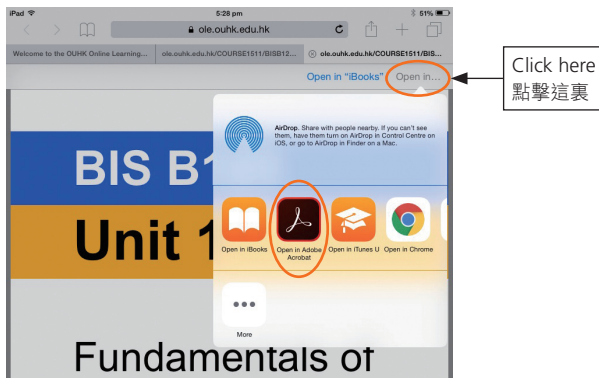 iPad
5:28 pm
51%
ole.ouhk.edu.hk
Welcome to the OUHK Online Learning...
ole.ouhk.edu.hk/COURSE1511/BISB12...
ole.ouhk.edu.hk/COURSE1511/BIS...
Open in "iBooks"
Open in...
Click here
點擊這裏
AirDrop. Share with people nearby. If you can't see
them, have them turn on AirDrop in Control Centre on
iOS, or go to AirDrop in Finder on a Mac.
BIS B1
Unit 1
Open in iBooks
Open in Adobe
Acrobat
Open in iTunes U
Open in Chrome
More
Fundamentals of